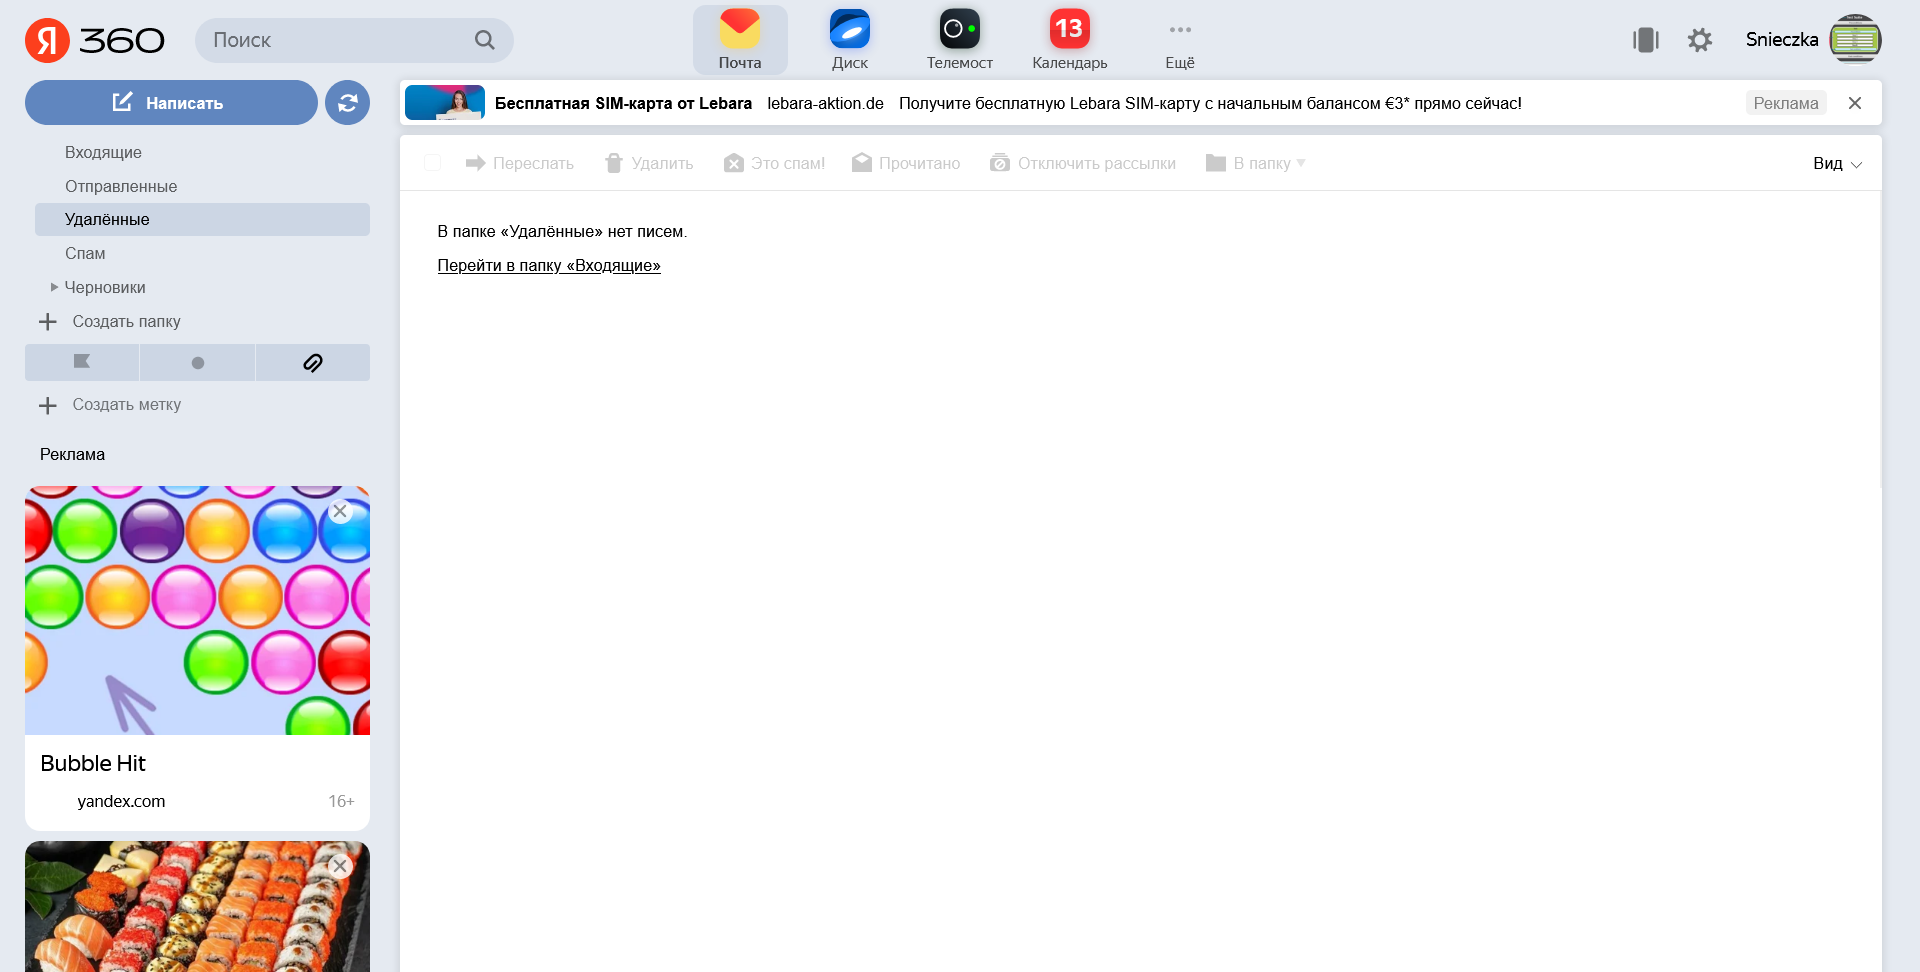 Я 360
Поиск
Почта
Диск
Телемост
13
Календарь
Ещё
Snieczka
Написать
Бесплатная SIM-карта от Lebara lebara-aktion.de Получите бесплатную Lebara SIM-карту с начальным балансом €3* прямо сейчас!
Реклама
Входящие
Отправленные
Удалённые
Спам
Черновики
Создать папку
Создать метку
Переслать
Удалить
Это спам!
Прочитано
Отключить рассылки
В папку
Вид
В папке «Удалённые» нет писем.
Перейти в папку «Входящие»
Реклама
Bubble Hit
yandex.com
16+